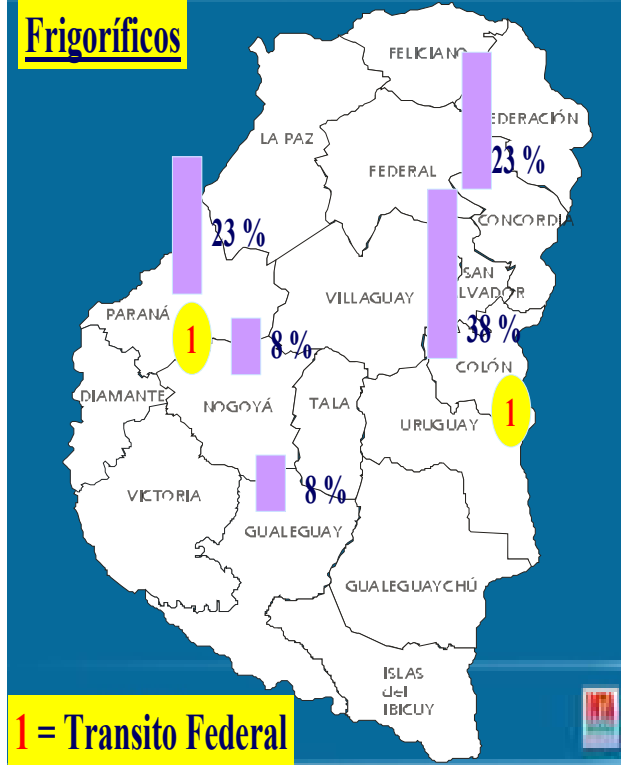 Frigoríficos
FELICIANO
EDERACIÓN
LA PAZ
23 %
FEDERAL
CONCORDIA
23 %
SAN
LVADOR
VILLAGUAY
PARANÁ
1
8 %
38 %
COLÓN
DIAMANTE
NOGOYÁ
TALA
URUGUAY
1
VICTORIA
8 %
GUALEGUAY
GUALEGUAYCHÚ
ISLAS
del
IBICUY
1 = Transito Federal